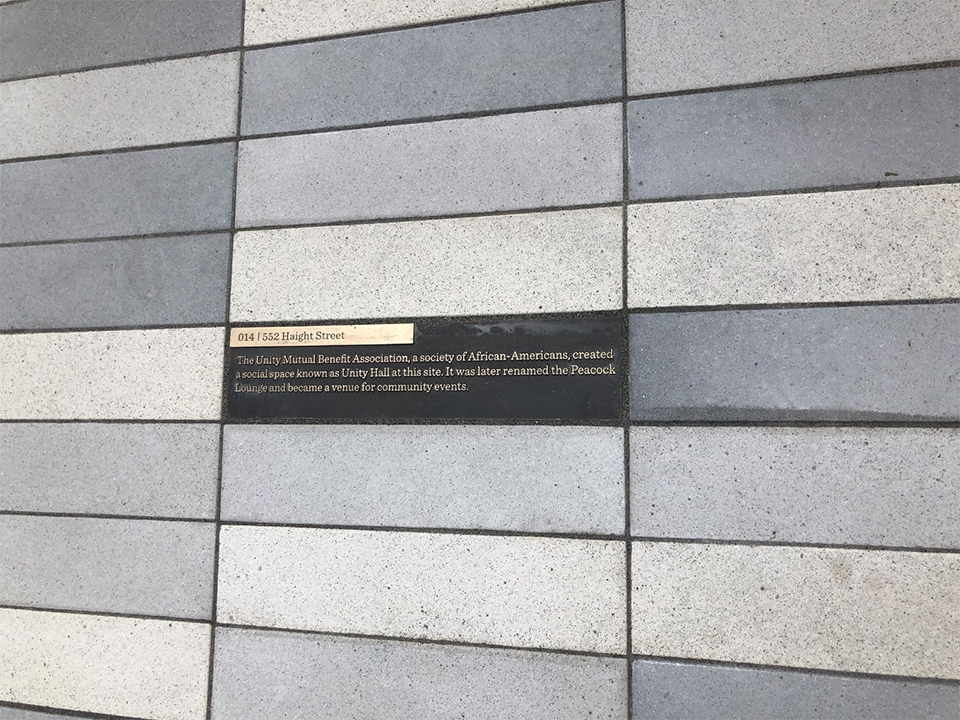 014 | 552 Haight Street
The Unity Mutual Benefit Association, a society of African-Americans, created
a social space known as Unity Hall at this site. It was later renamed the Peacock
Lounge and became a venue for community events.